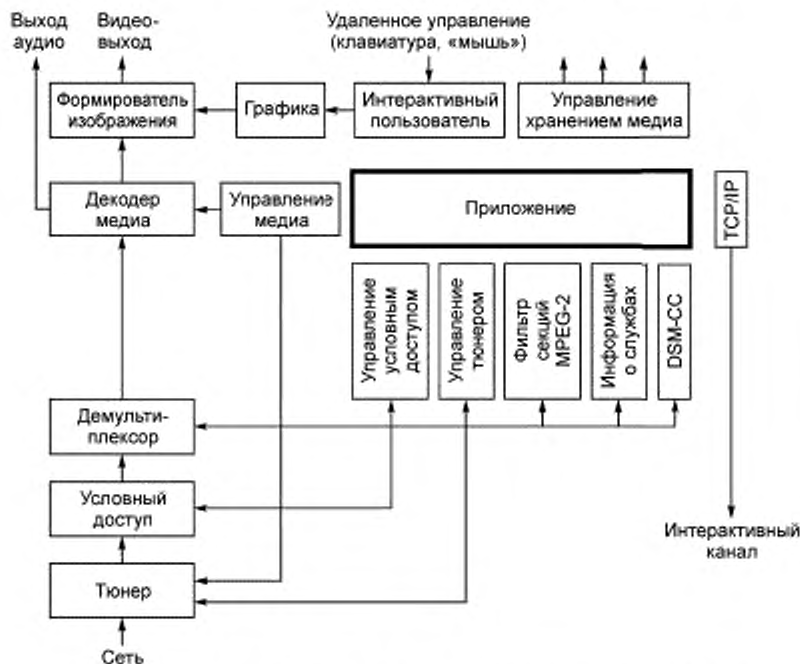 Выход
аудио
Видео-
выход
Удаленное управление
(клавиатура, «мышь»)
Формирователь
изображения
Графика
Интерактивный
пользователь
Управление
хранением медиа
Декодер
медиа
Управление
медиа
Приложение
TCP/IP
Управление
условным
доступом
Управление
тюнером
Фильтр
секций
MPEG-2
Информация
о службах
DSM-CC
Демульти-
плексор
Условный
доступ
Интерактивный
канал
Тюнер
Сеть